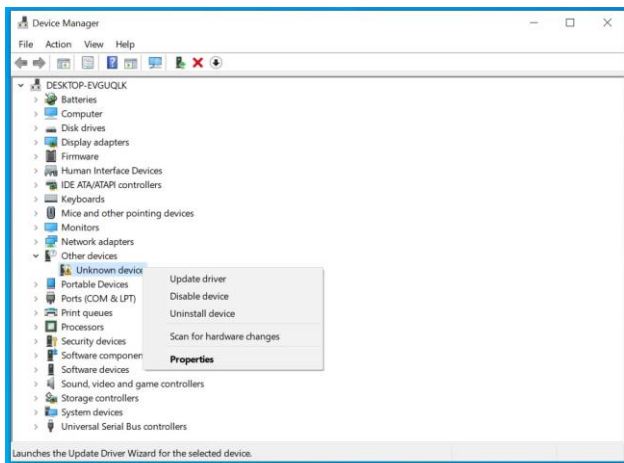 Device Manager
File Action View Help
DESKTOP-EVGUQLK
Batteries
Computer
Disk drives
Display adapters
Firmware
Human Interface Devices
IDE ATA/ATAPI controllers
Keyboards
Mice and other pointing devices
Monitors
Network adapters
Other devices
Unknown device
Portable Devices
Ports (COM & LPT)
Print queues
Processors
Security devices
Software componen
Software devices
Sound, video and game controllers
Storage controllers
System devices
Universal Serial Bus controllers
Update driver
Disable device
Uninstall device
Scan for hardware changes
Properties
Launches the Update Driver Wizard for the selected device.